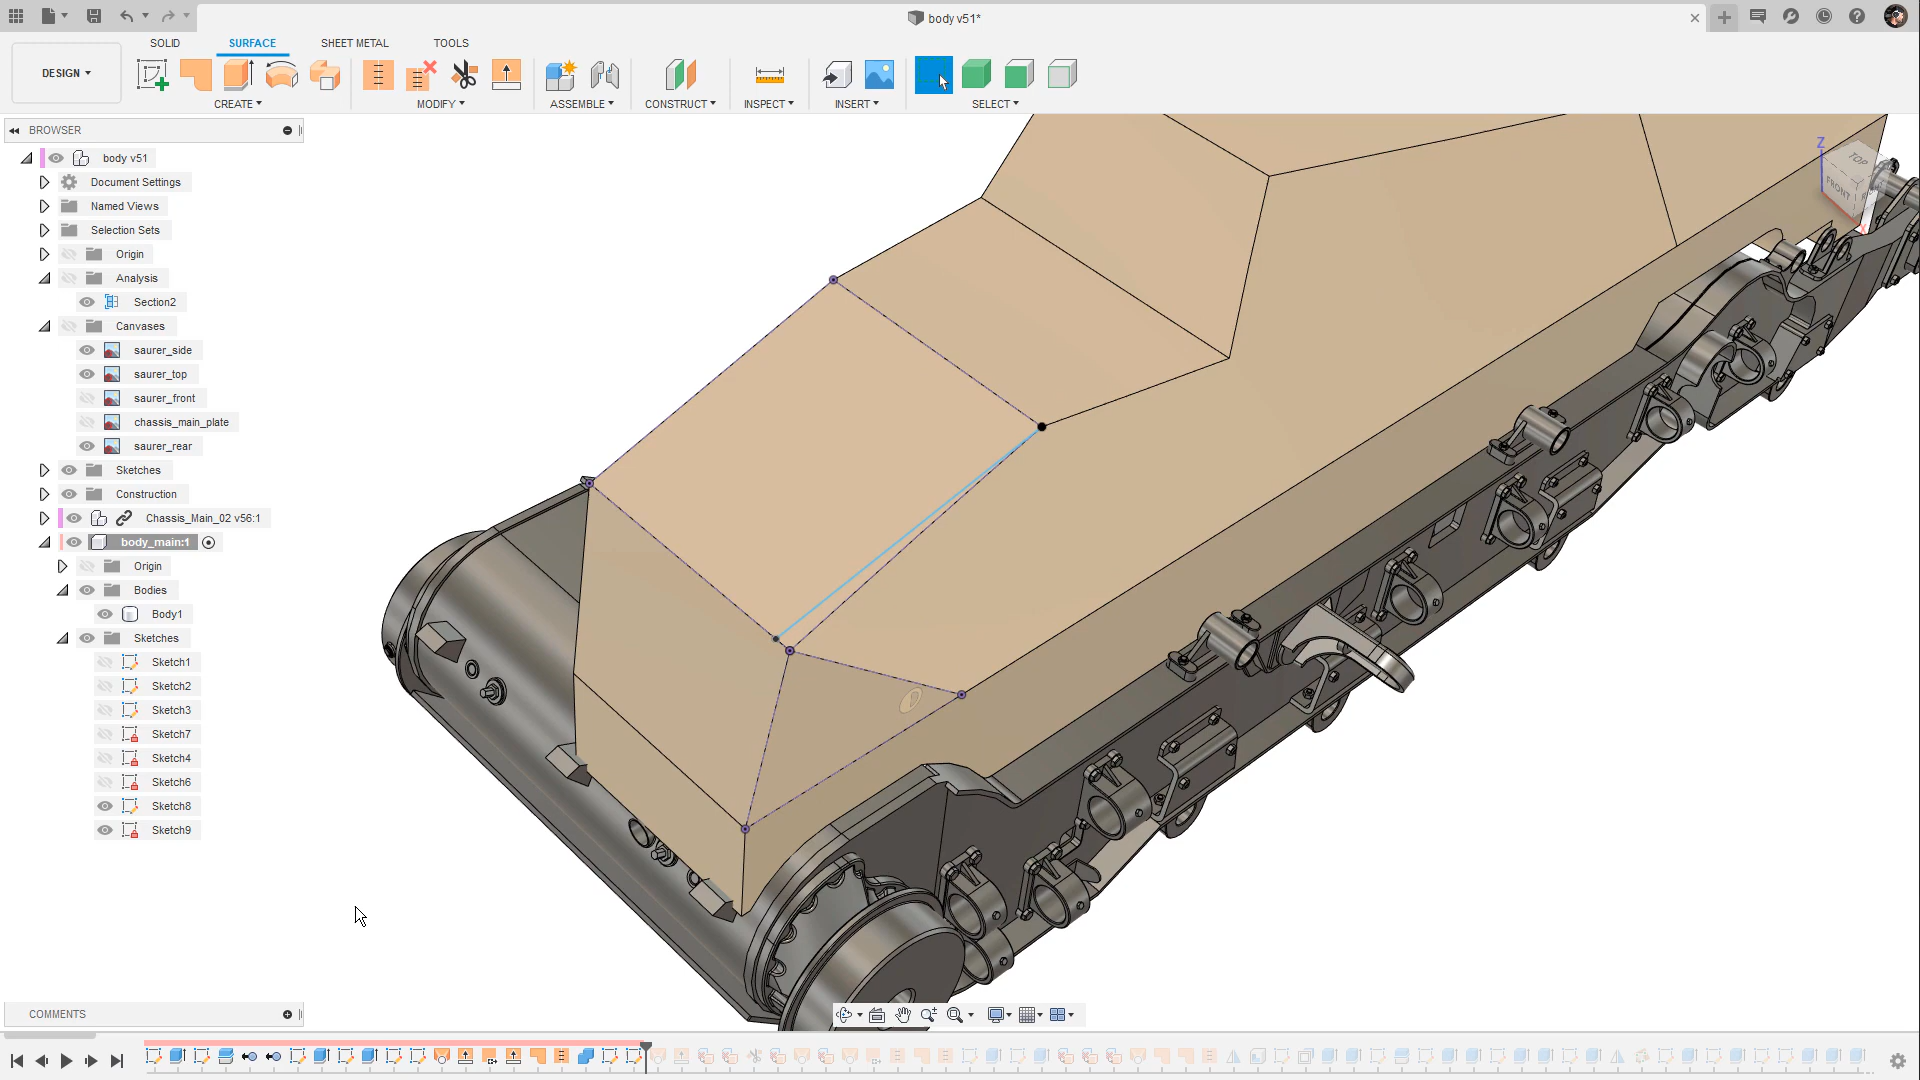 body v51*
SOLID SURFACE SHEET METAL TOOLS
DESIGN
CREATE MODIFY ASSEMBLE CONSTRUCT INSPECT INSERT SELECT
BROWSER
body v51
Document Settings
Named Views
Selection Sets
Origin
Analysis
Section2
Canvases
saurer_side
saurer_top
saurer_front
chassis_main_plate
saurer_rear
Sketches
Construction
Chassis_Main_02 v56:1
body_main:1
Origin
Bodies
Body1
Sketches
Sketch1
Sketch2
Sketch3
Sketch7
Sketch4
Sketch6
Sketch8
Sketch9
COMMENTS
Z
TOP
FRONT
X